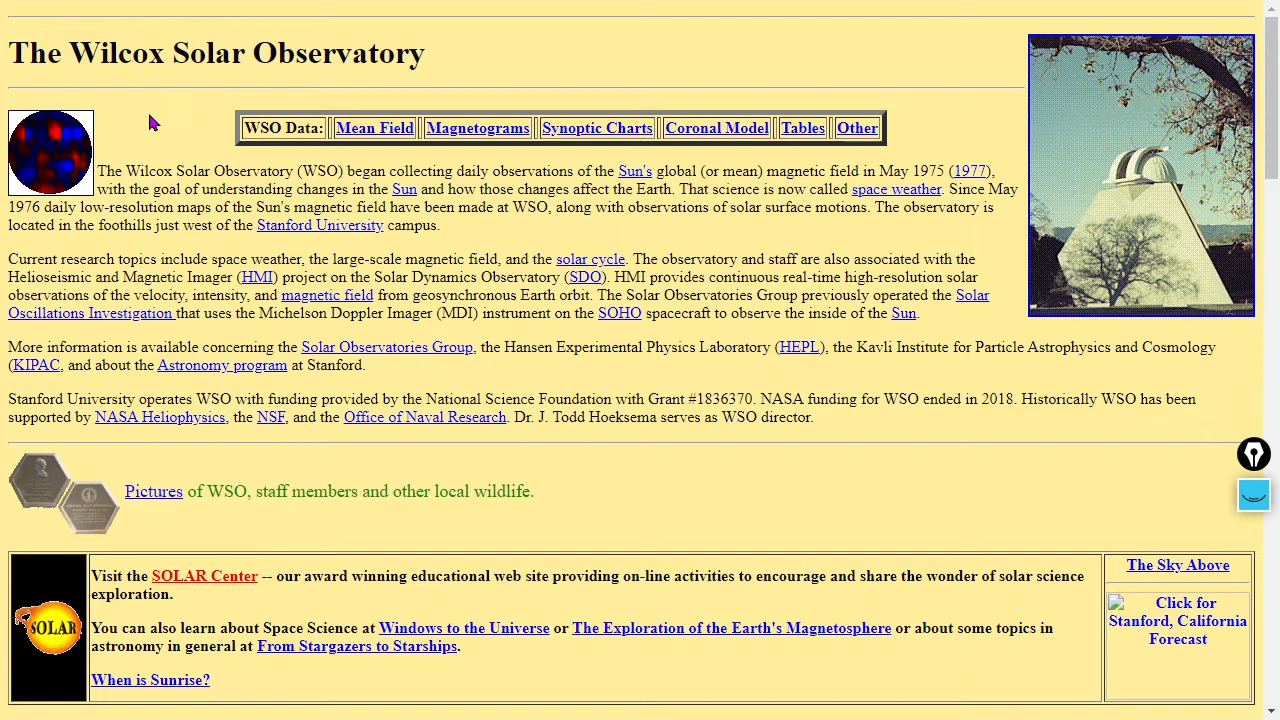 The Wilcox Solar Observatory
WSO Data: Mean Field Magnetograms Synoptic Charts Coronal Model Tables Other
The Wilcox Solar Observatory (WSO) began collecting daily observations of the Sun's global (or mean) magnetic field in May 1975 (1977),
with the goal of understanding changes in the Sun and how those changes affect the Earth. That science is now called space weather. Since May
1976 daily low-resolution maps of the Sun's magnetic field have been made at WSO, along with observations of solar surface motions. The observatory is
located in the foothills just west of the Stanford University campus.
Current research topics include space weather, the large-scale magnetic field, and the solar cycle. The observatory and staff are also associated with the
Helioseismic and Magnetic Imager (HMI) project on the Solar Dynamics Observatory (SDO). HMI provides continuous real-time high-resolution solar
observations of the velocity, intensity, and magnetic field from geosynchronous Earth orbit. The Solar Observatories Group previously operated the Solar
Oscillations Investigation that uses the Michelson Doppler Imager (MDI) instrument on the SOHO spacecraft to observe the inside of the Sun.
More information is available concerning the Solar Observatories Group, the Hansen Experimental Physics Laboratory (HEPL), the Kavli Institute for Particle Astrophysics and Cosmology
(KIPAC, and about the Astronomy program at Stanford.
Stanford University operates WSO with funding provided by the National Science Foundation with Grant #1836370. NASA funding for WSO ended in 2018. Historically WSO has been
supported by NASA Heliophysics, the NSF, and the Office of Naval Research. Dr. J. Todd Hoeksema serves as WSO director.
Pictures of WSO, staff members and other local wildlife.
SOLAR
Visit the SOLAR Center -- our award winning educational web site providing on-line activities to encourage and share the wonder of solar science
exploration.
You can also learn about Space Science at Windows to the Universe or The Exploration of the Earth's Magnetosphere or about some topics in
astronomy in general at From Stargazers to Starships.
When is Sunrise?
The Sky Above
Click for
Stanford, California
Forecast